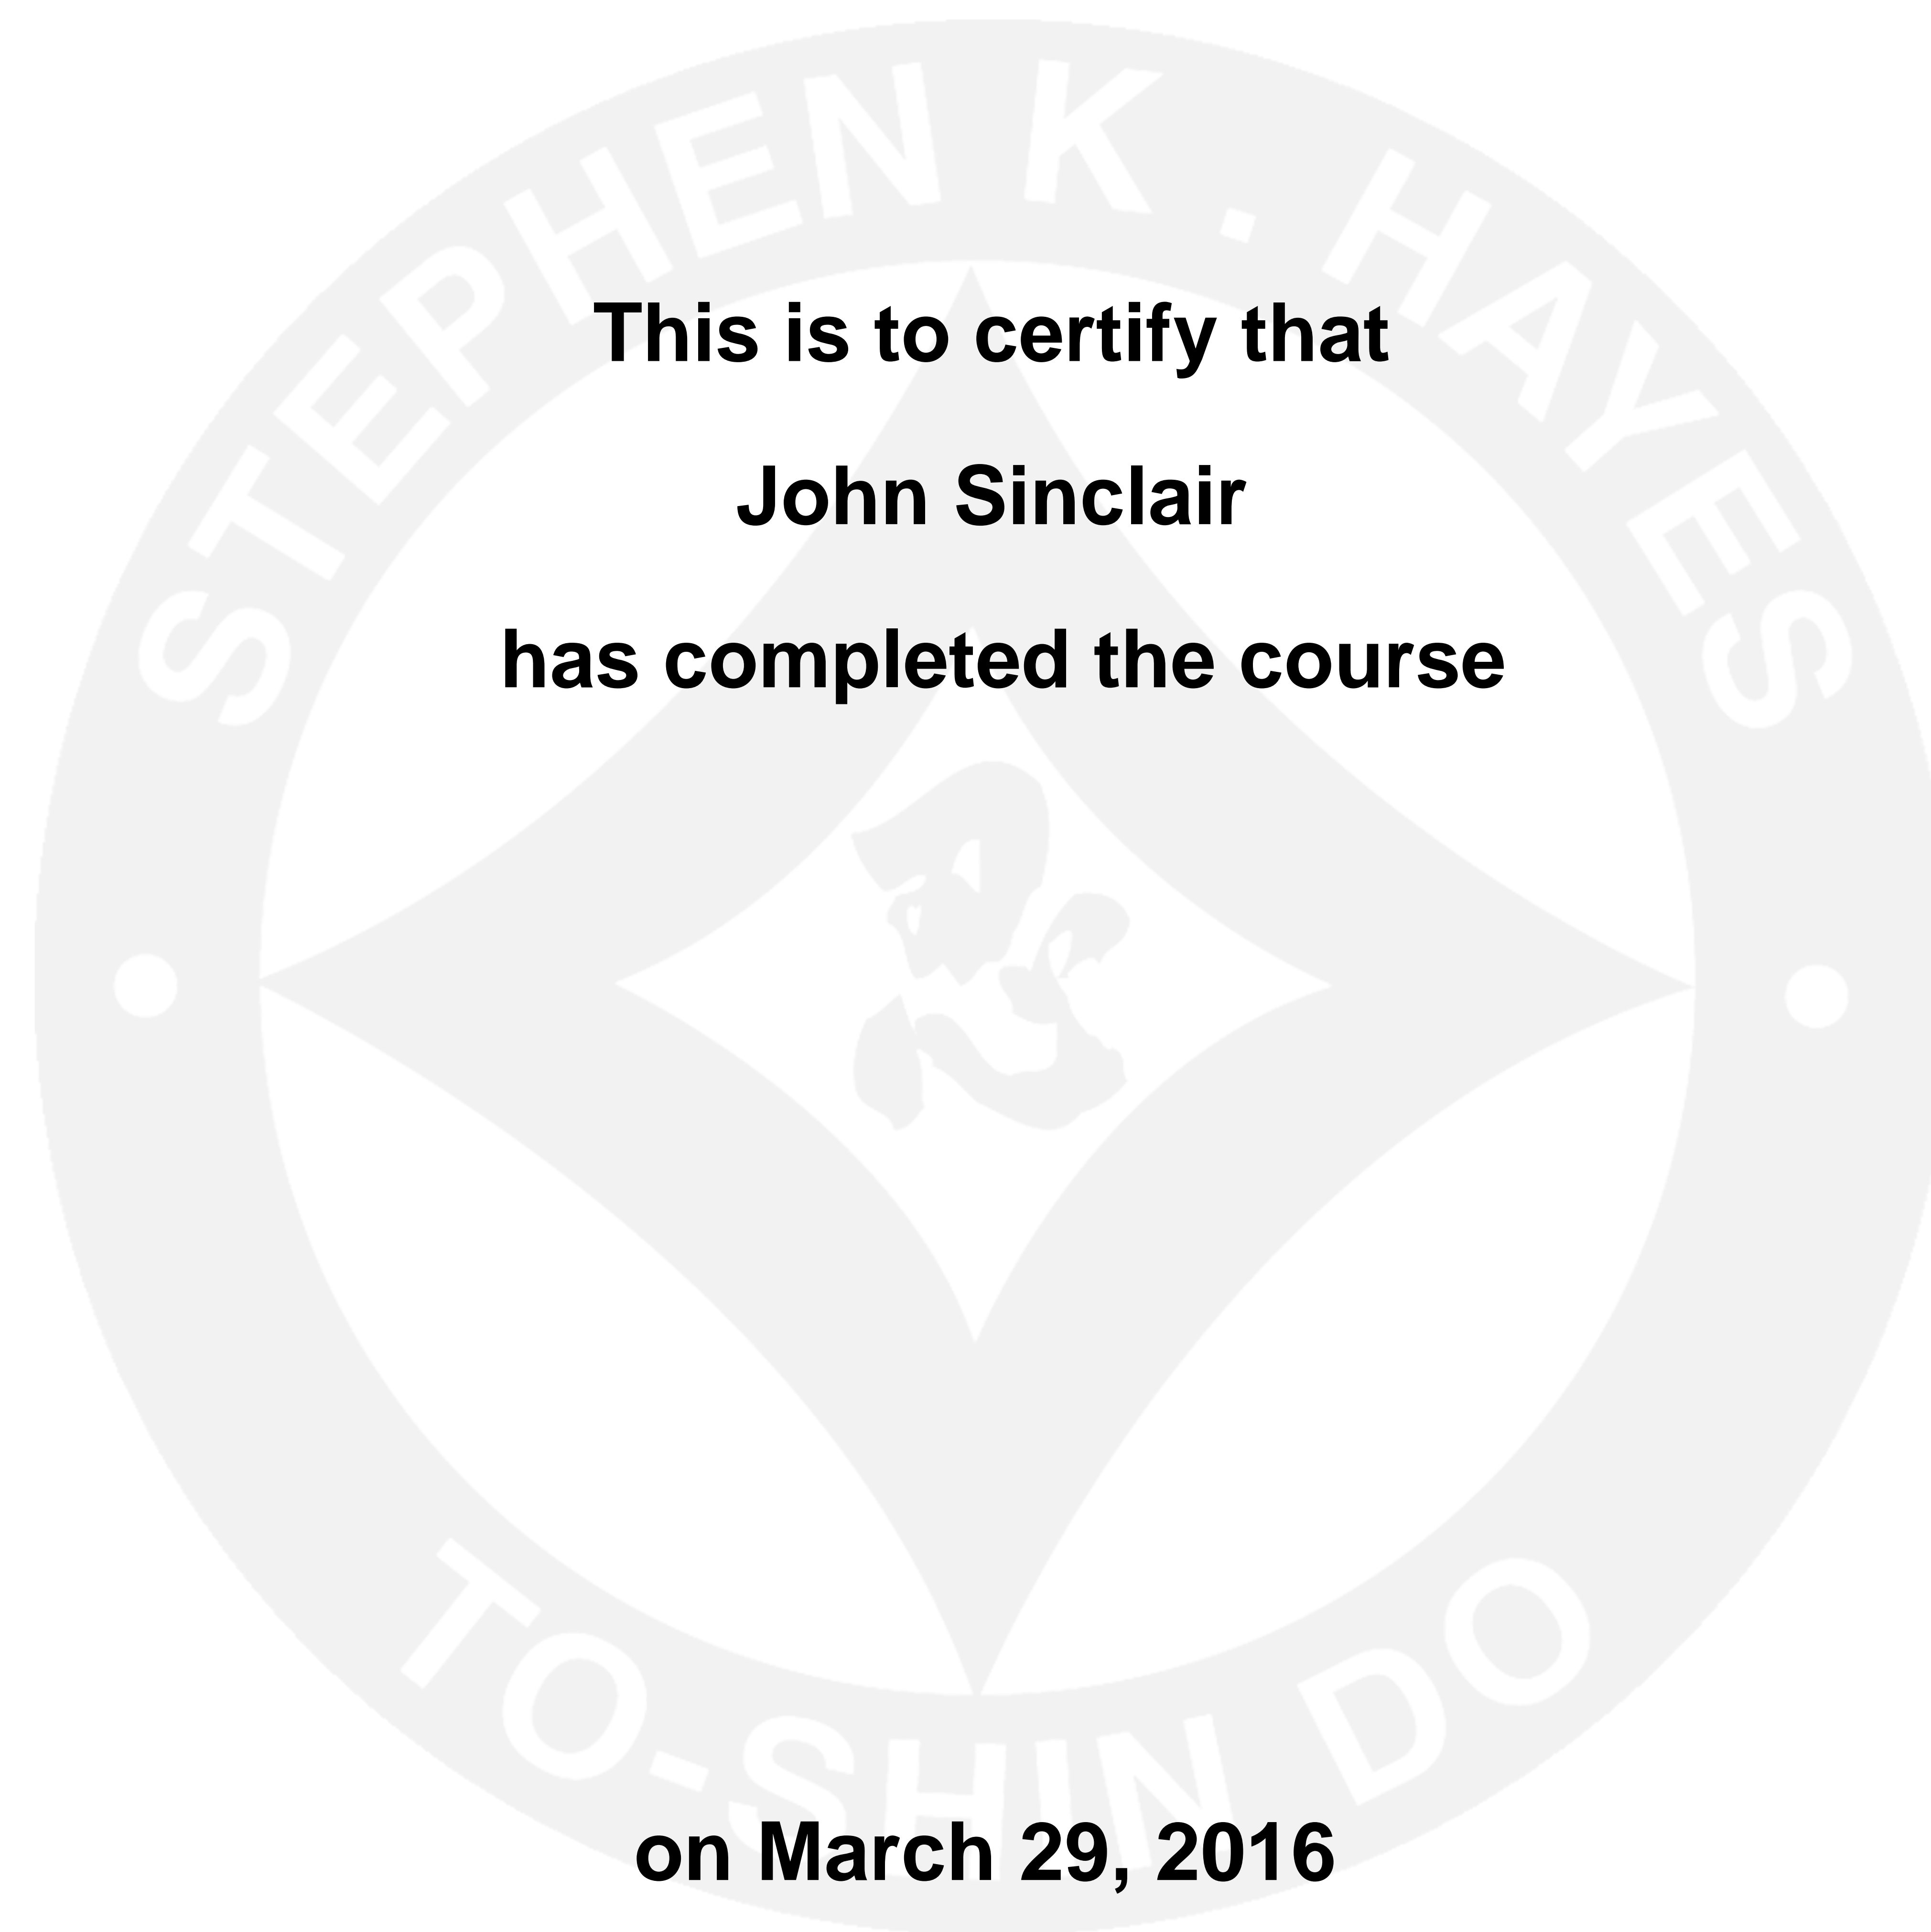 STEPHEN K. HAYES
This is to certify that
John Sinclair
has completed the course
忍
TO-SHIN DO
on March 29, 2016